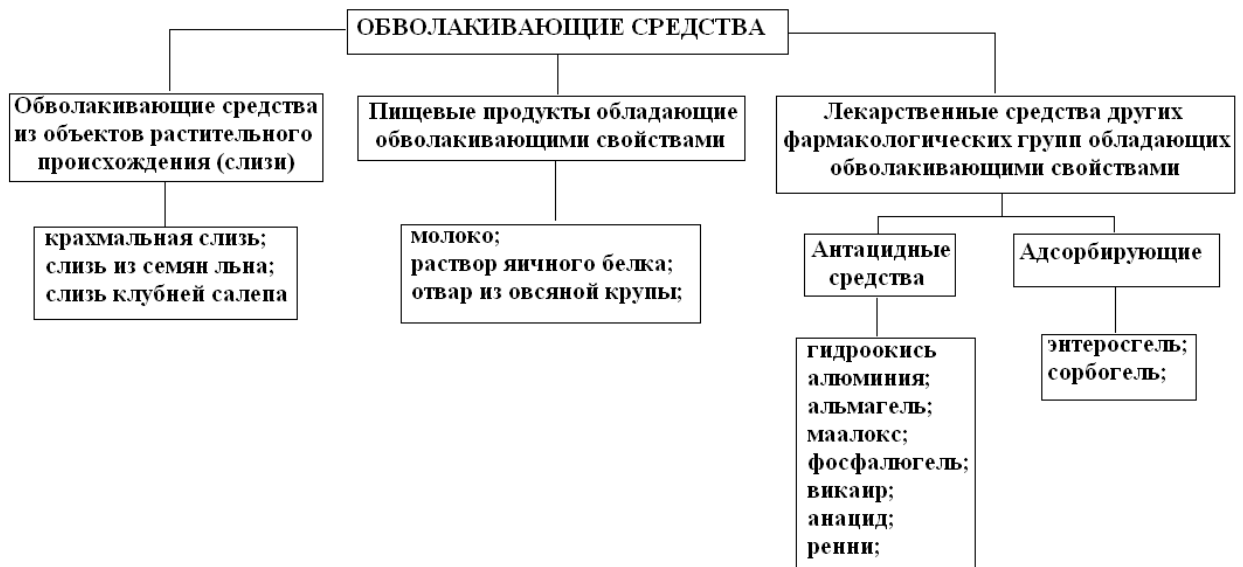 ОБВОЛАКИВАЮЩИЕ СРЕДСТВА
Обволакивающие средства
из объектов растительного
происхождения (слизи)
Пищевые продукты обладающие
обволакивающими свойствами
Лекарственные средства других
фармакологических групп обладающих
обволакивающими свойствами
крахмальная слизь;
слизь из семян льна;
слизь клубней салепа
молоко;
раствор яичного белка;
отвар из овсяной крупы;
Антацидные
средства
Адсорбирующие
гидроокись
алюминия;
альмагель;
маалокс;
фосфалюгель;
викаир;
анацид;
ренни;
энтеросгель;
сорбогель;